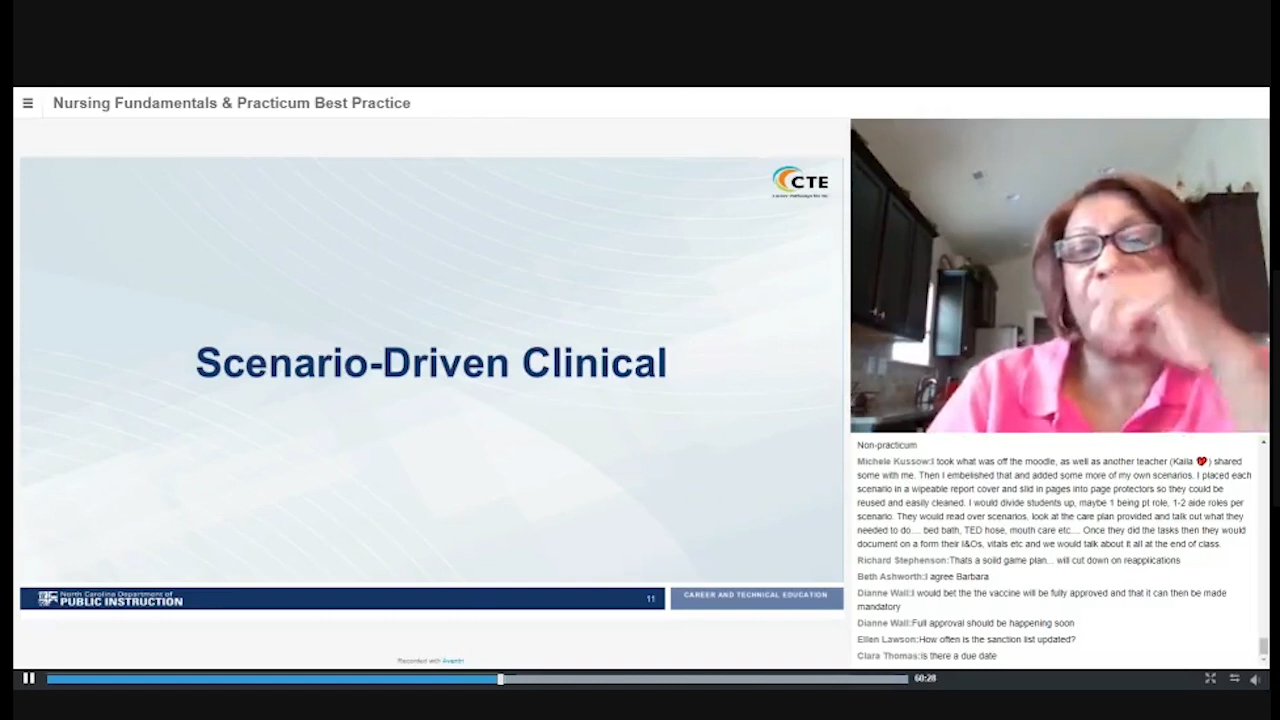 Nursing Fundamentals & Practicum Best Practice
CTE
Scenario-Driven Clinical
North Carolina Department of
PUBLIC INSTRUCTION
11
CAREER AND TECHNICAL EDUCATION
Recorded with
Non-practicum
Michele Kussow:I took what was off the moodle, as well as another teacher (Kaila 💔) shared
some with me. Then I embelished that and added some more of my own scenarios. I placed each
scenario in a wipeable report cover and slid in pages into page protectors so they could be
reused and easily cleaned. I would divide students up, maybe 1 being pt role, 1-2 aide roles per
scenario. They would read over scenarios, look at the care plan provided and talk out what they
needed to do.... bed bath, TED hose, mouth care etc.... Once they did the tasks then they would
document on a form their I&Os, vitals etc and we would talk about it all at the end of class.
Richard Stephenson:Thats a solid game plan... will cut down on reapplications
Beth Ashworth:I agree Barbara
Dianne Wall:I would bet the the vaccine will be fully approved and that it can then be made
mandatory
Dianne Wall:Full approval should be happening soon
Ellen Lawson:How often is the sanction list updated?
Clara Thomas:is there a due date
60:28